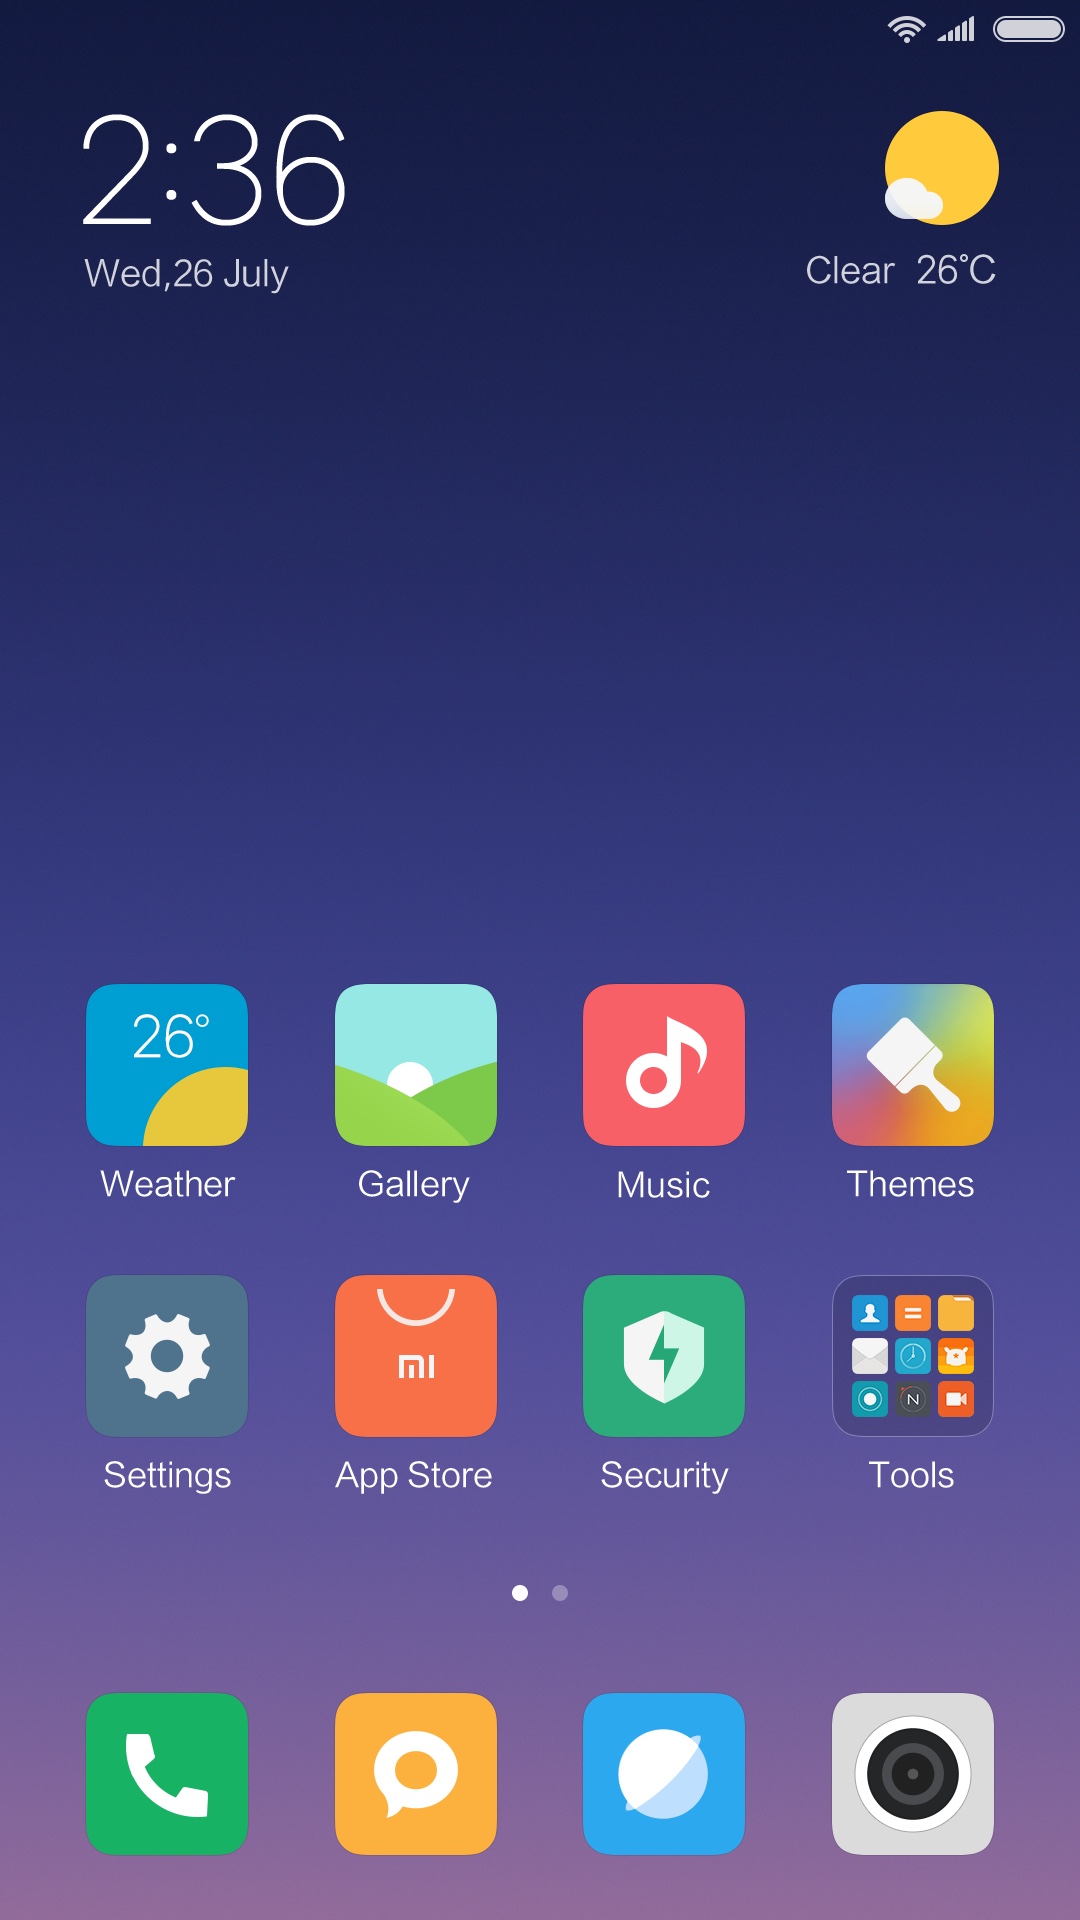 2:36
Wed,26 July
Clear 26°C
26°
Weather
Gallery
Music
Themes
mi
N
Settings
App Store
Security
Tools